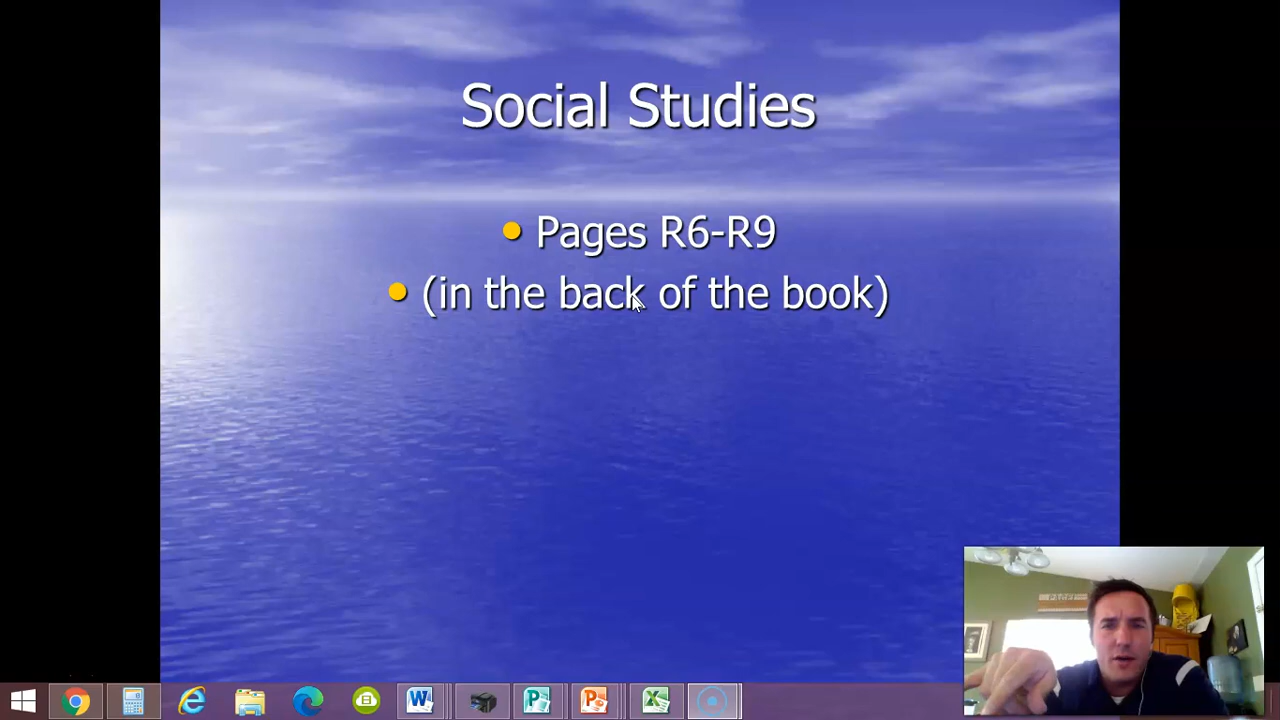 Social Studies
Pages R6-R9
(in the back of the book)